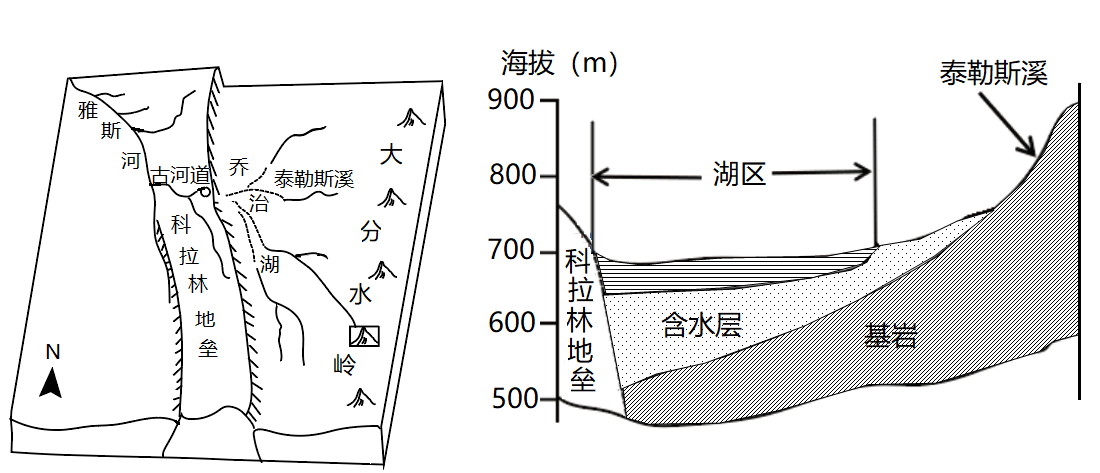 雅斯河
古河道
乔治湖
泰勒斯溪
大分水岭
科拉林地垒
N
海拔（m）
900
800
700
600
500
泰勒斯溪
湖区
科拉林地垒
含水层
基岩